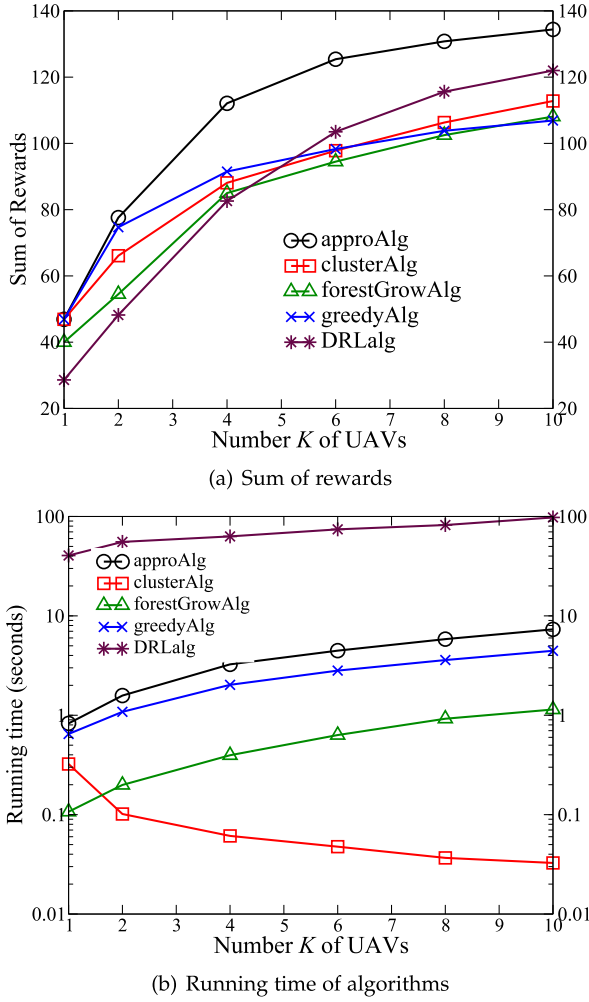 140 140
120 120
100 100
80 80
60 60
40 40
20 20
Sum of Rewards
approAlg
clusterAlg
forestGrowAlg
greedyAlg
DRLalg
1 2 3 4 5 6 7 8 9 10
Number K of UAVs
(a) Sum of rewards
100 100
10 10
1 1
0.1 0.1
0.01 0.01
Running time (seconds)
approAlg
clusterAlg
forestGrowAlg
greedyAlg
DRLalg
1 2 3 4 5 6 7 8 9 10
Number K of UAVs
(b) Running time of algorithms